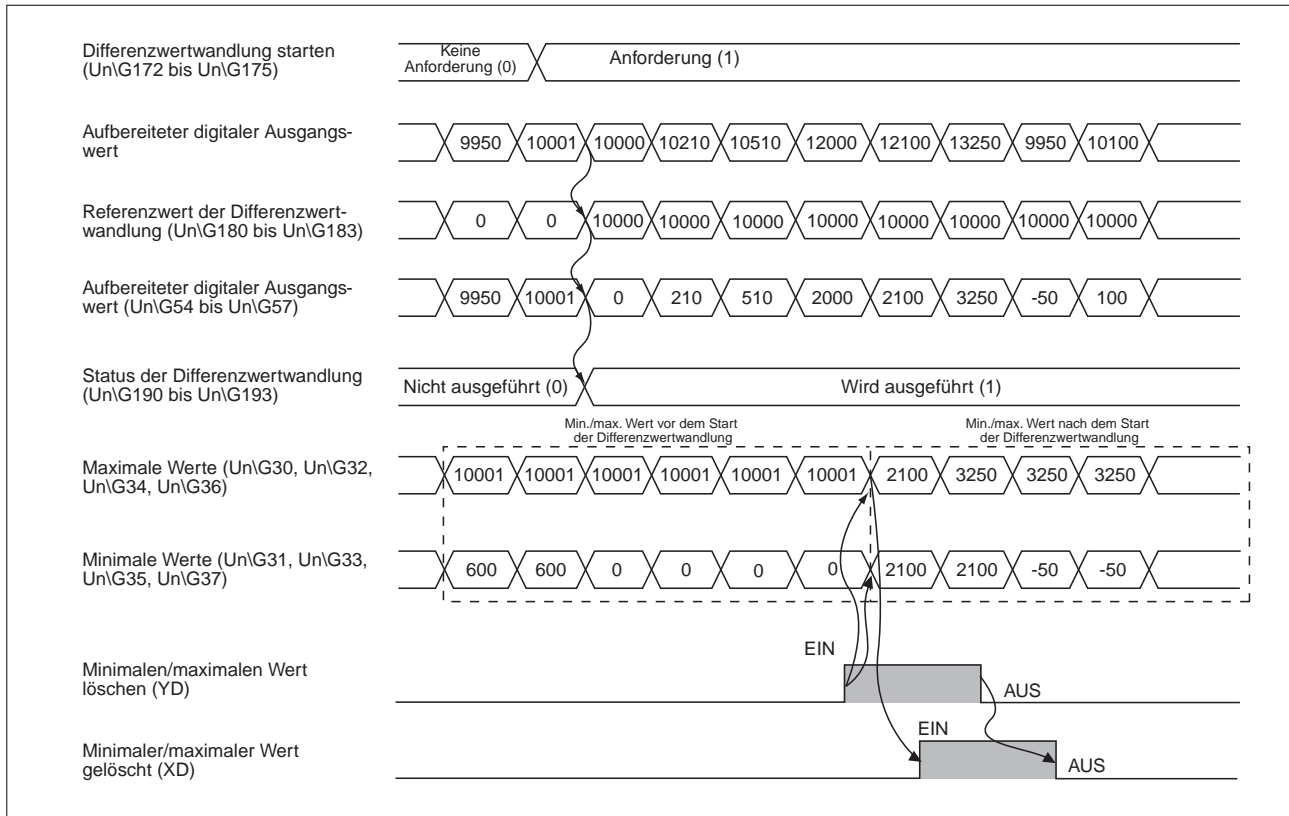 Differenzwertwandlung starten
(Un\G172 bis Un\G175)
Keine
Anforderung (0)
Anforderung (1)
Aufbereiteter digitaler Ausgangs-
wert
9950 10001 10000 10210 10510 12000 12100 13250 9950 10100
Referenzwert der Differenzwert-
wandlung (Un\G180 bis Un\G183)
0 0 10000 10000 10000 10000 10000 10000 10000 10000
Aufbereiteter digitaler Ausgangs-
wert (Un\G54 bis Un\G57)
9950 10001 0 210 510 2000 2100 3250 -50 100
Status der Differenzwertwandlung
(Un\G190 bis Un\G193)
Nicht ausgeführt (0)
Wird ausgeführt (1)
Min./max. Wert vor dem Start
der Differenzwertwandlung
Min./max. Wert nach dem Start
der Differenzwertwandlung
Maximale Werte (Un\G30, Un\G32,
Un\G34, Un\G36)
10001 10001 10001 10001 10001 10001 2100 3250 3250 3250
Minimale Werte (Un\G31, Un\G33,
Un\G35, Un\G37)
600 600 0 0 0 0 2100 2100 -50 -50
Minimalen/maximalen Wert
löschen (YD)
EIN
AUS
Minimaler/maximaler Wert
gelöscht (XD)
EIN
AUS